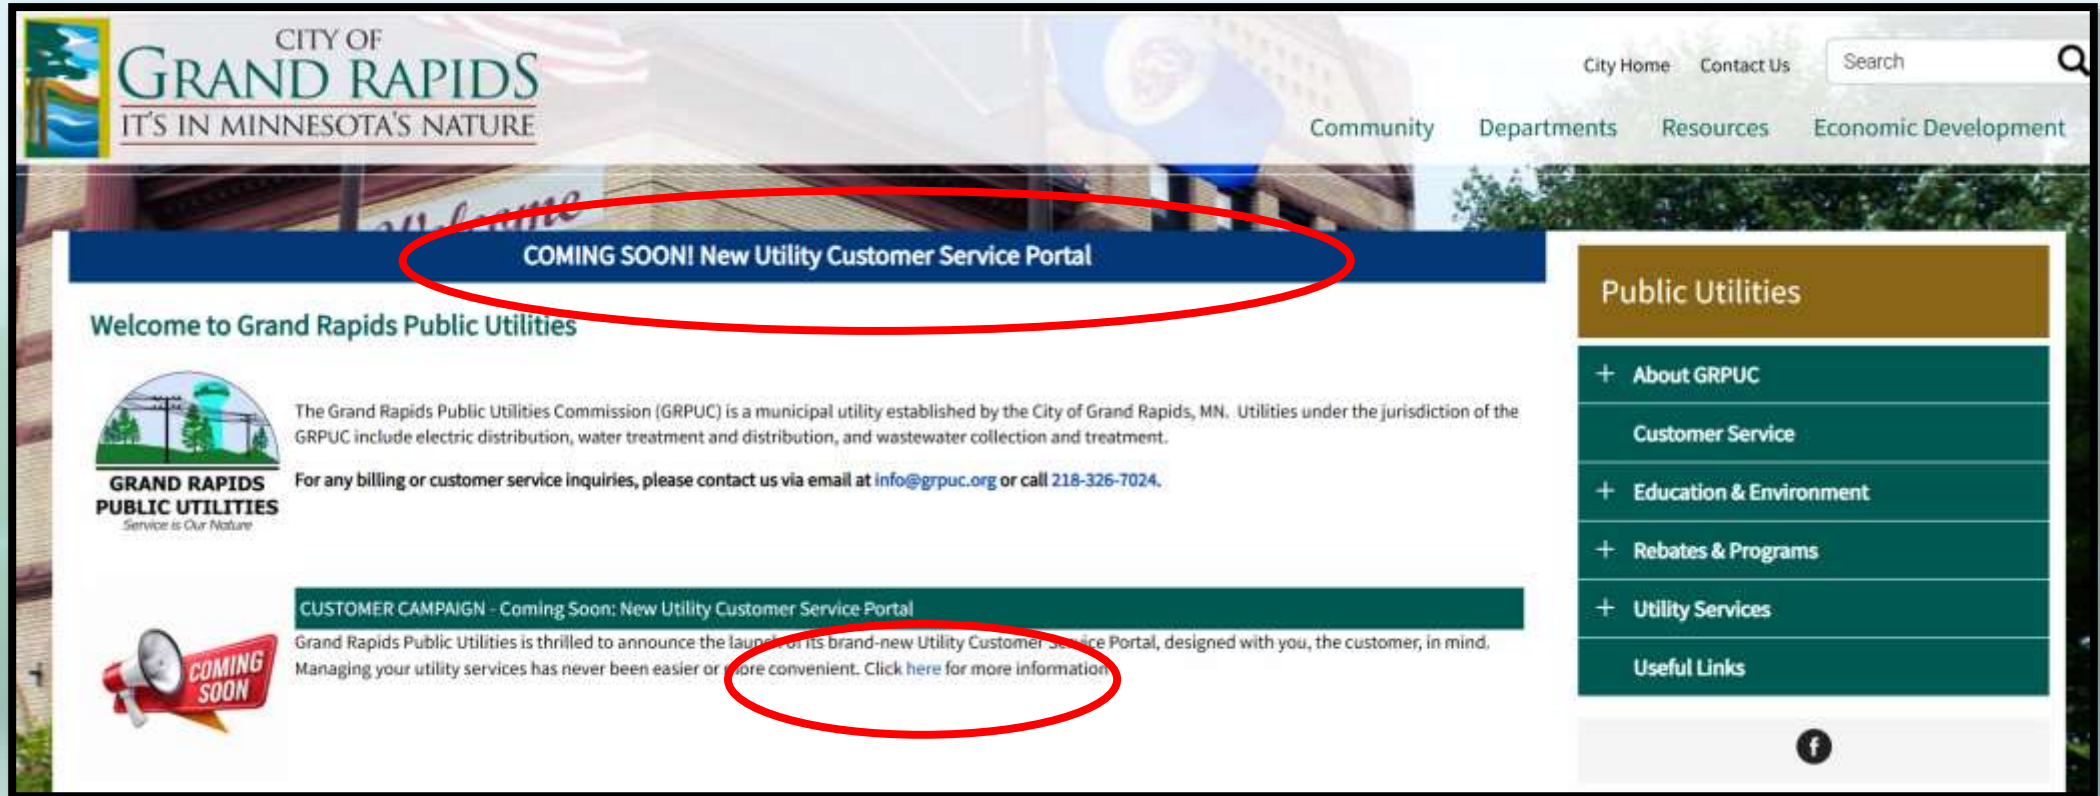 CITY OF
GRAND RAPIDS
IT'S IN MINNESOTA'S NATURE
City Home Contact Us Search
Community Departments Resources Economic Development
Welcome
COMING SOON! New Utility Customer Service Portal
Welcome to Grand Rapids Public Utilities
The Grand Rapids Public Utilities Commission (GRPUC) is a municipal utility established by the City of Grand Rapids, MN. Utilities under the jurisdiction of the
GRPUC include electric distribution, water treatment and distribution, and wastewater collection and treatment.
For any billing or customer service inquiries, please contact us via email at info@grpuc.org or call 218-326-7024.
GRAND RAPIDS
PUBLIC UTILITIES
Service is Our Nature
CUSTOMER CAMPAIGN - Coming Soon: New Utility Customer Service Portal
Grand Rapids Public Utilities is thrilled to announce the launch of its brand-new Utility Customer Service Portal, designed with you, the customer, in mind.
Managing your utility services has never been easier or more convenient. Click here for more information
COMING
SOON
Public Utilities
+ About GRPUC
Customer Service
+ Education & Environment
+ Rebates & Programs
+ Utility Services
Useful Links
f